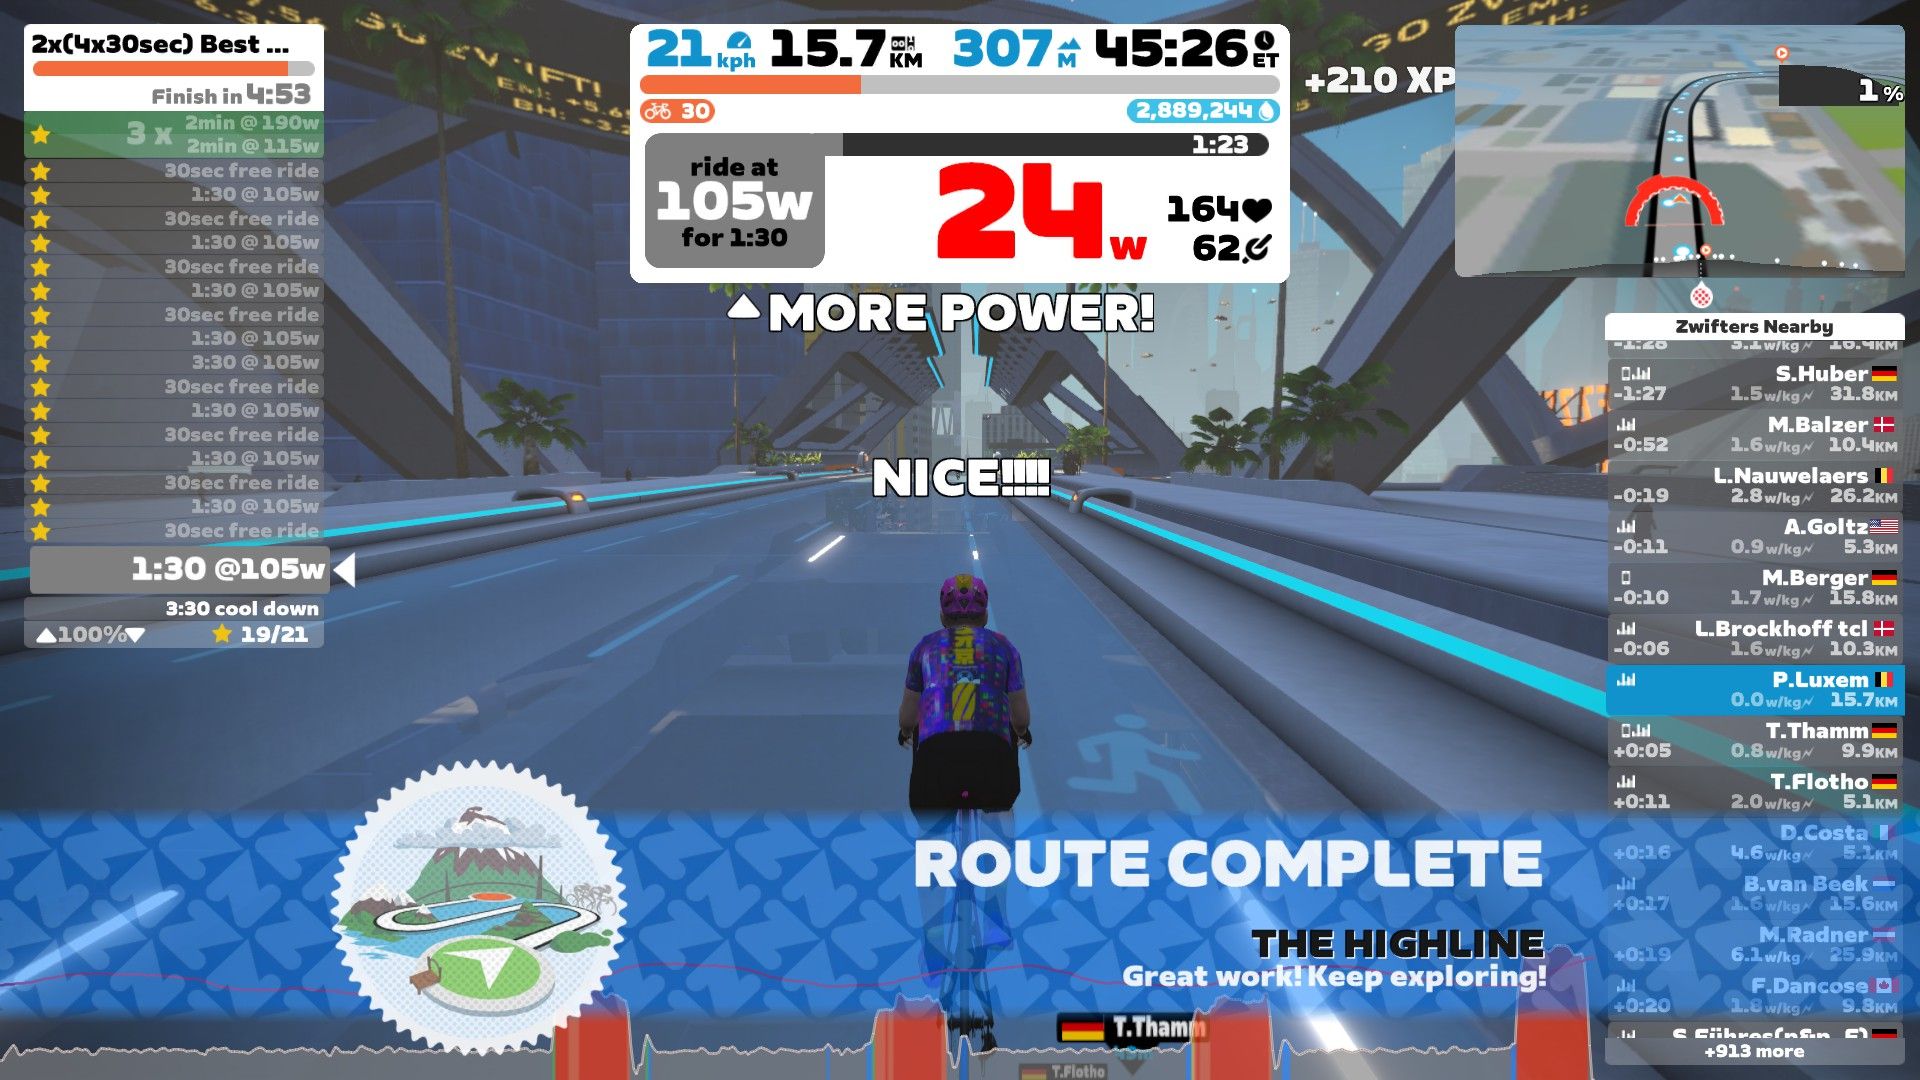 2x(4x30sec) Best ...
Finish in 4:53
3 x 2min @ 190w
2min @ 115w
30sec free ride
1:30 @ 105w
30sec free ride
1:30 @ 105w
30sec free ride
1:30 @ 105w
30sec free ride
1:30 @ 105w
3:30 @ 105w
30sec free ride
1:30 @ 105w
30sec free ride
1:30 @ 105w
30sec free ride
1:30 @ 105w
30sec free ride
1:30 @105w
3:30 cool down
100% 19/21
21 kph 15.7 KM 307 M 45:26 ET
30 2,889,244
1:23
ride at
105w
for 1:30
24 w
164
62
MORE POWER!
NICE!!!!
+210 XP
1 %
Zwifters Nearby
-1:28 3.1w/kg 16.4KM
S.Huber
-1:27 1.5w/kg 31.8KM
M.Balzer
-0:52 1.6w/kg 10.4KM
L.Nauwelaers
-0:19 2.8w/kg 26.2KM
A.Goltz
-0:11 0.9w/kg 5.3KM
M.Berger
-0:10 1.7w/kg 15.8KM
L.Brockhoff tcl
-0:06 1.6w/kg 10.3KM
P.Luxem
0.0w/kg 15.7KM
T.Thamm
+0:05 0.8w/kg 9.9KM
T.Flotho
+0:11 2.0w/kg 5.1KM
D.Costa
+0:16 4.6w/kg 5.1KM
B.van Beek
+0:17 1.6w/kg 15.6KM
M.Radner
+0:19 6.1w/kg 25.9KM
F.Dancose
+0:20 1.8w/kg 9.8KM
+913 more
ROUTE COMPLETE
THE HIGHLINE
Great work! Keep exploring!
T.Thamm
T.Flotho